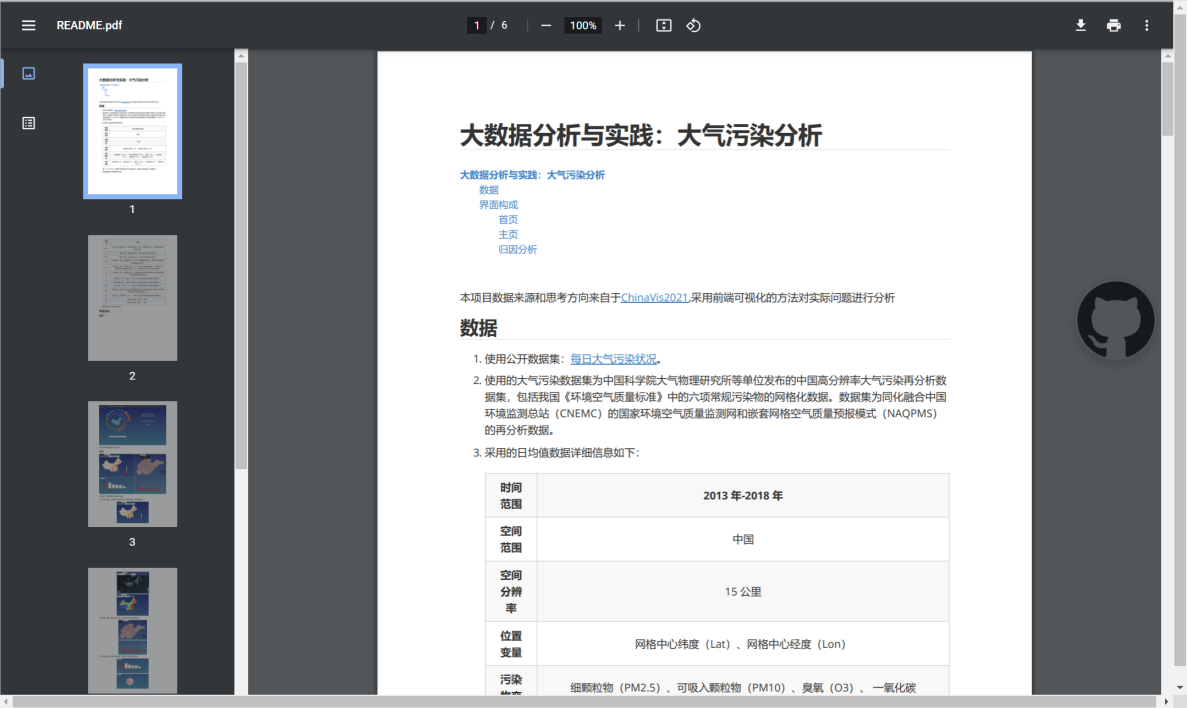 README.pdf
1 / 6
100%
1
2
3
大数据分析与实践：大气污染分析
大数据分析与实践：大气污染分析
数据
界面构成
首页
主页
归因分析
本项目数据来源和思考方向来自于ChinaVis2021,采用前端可视化的方法对实际问题进行分析
数据
1. 使用公开数据集：每日大气污染状况。
2. 使用的大气污染数据集为中国科学院大气物理研究所等单位发布的中国高分辨率大气污染再分析数
据集，包括我国《环境空气质量标准》中的六项常规污染物的网格化数据。数据集为同化融合中国
环境监测总站（CNEMC）的国家环境空气质量监测网和嵌套网格空气质量预报模式（NAQPMS）
的再分析数据。
3. 采用的日均值数据详细信息如下：
时间
范围
2013 年-2018 年
空间
范围
中国
空间
分辨
率
15 公里
位置
变量
网格中心纬度（Lat）、网格中心经度（Lon）
污染
细颗粒物（PM2.5）、可吸入颗粒物（PM10）、臭氧（O3）、 一氧化碳